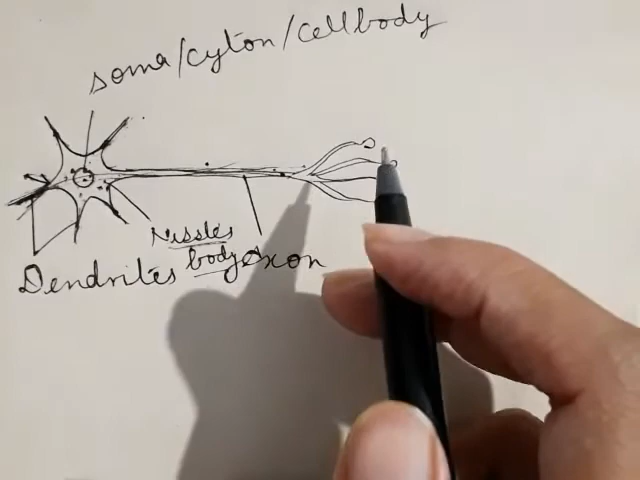 soma/cyton/cellbody
Nissles
body
Dendrites
axon